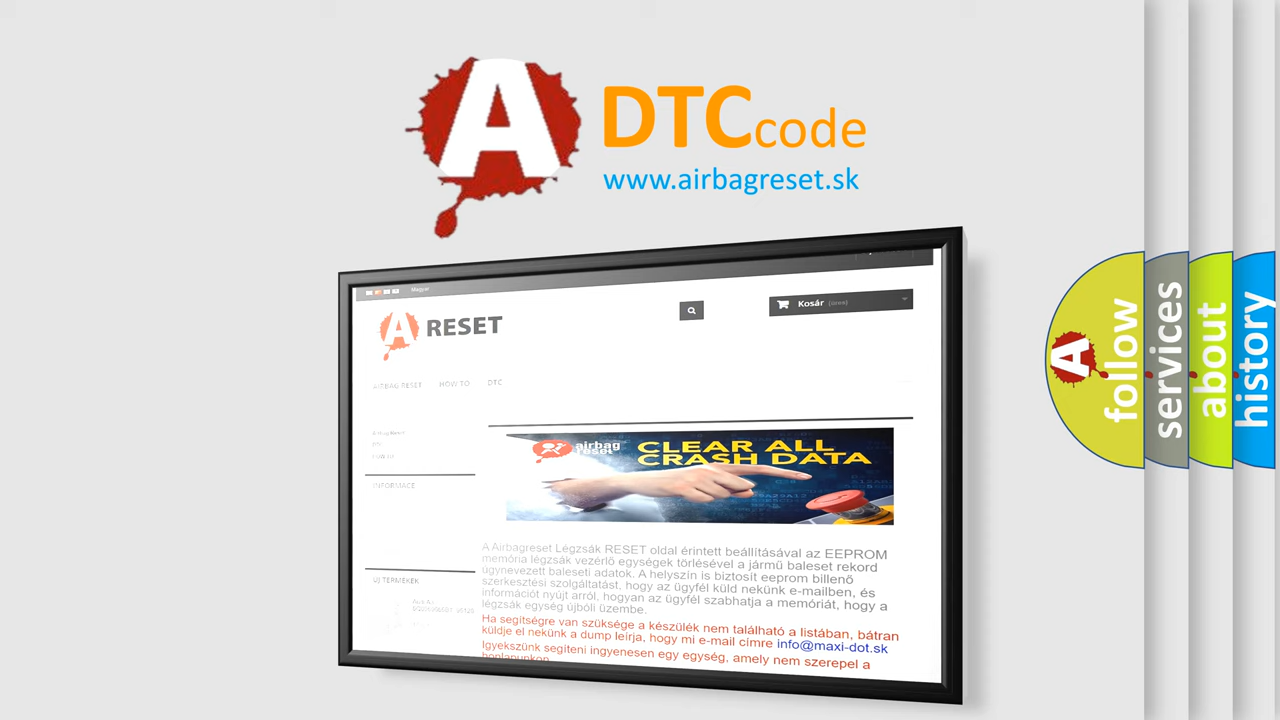 A
DTCcode
www.airbagreset.sk
Magyar
A RESET
Kosár (üres)
AIRBAG RESET HOW TO DTC
INFORMACE
airbag
reset
CLEAR ALL
CRASH DATA
A Airbagreset Légzsák RESET oldal érintett beállításával az EEPROM
memória légzsák vezérlő egységek törlésével a jármű baleset rekord
úgynevezett baleseti adatok. A helyszín is biztosít eeprom billenő
szerkesztési szolgáltatást, hogy az ügyfél küld nekünk e-mailben, és
információt nyújt arról, hogyan az ügyfél szabhatja a memóriát, hogy a
légzsák egység újbóli üzembe.
Ha segítségre van szüksége a készülék nem található a listában, bátran
küldje el nekünk a dump leírja, hogy mi e-mail címre info@maxi-dot.sk
Igyekszünk segíteni ingyenesen egy egység, amely nem szerepel a
honlapunkon
ÚJ TERMÉKEK
A
follow
services
about
history